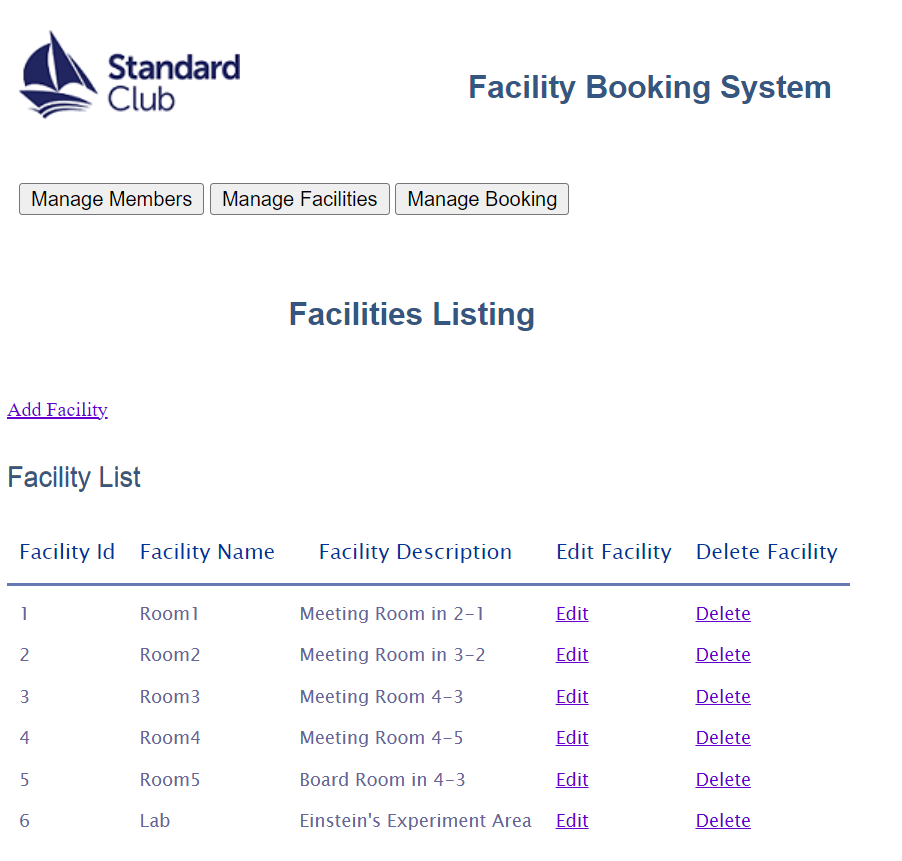 Standard
Club
Facility Booking System
Manage Members Manage Facilities Manage Booking
Facilities Listing
Add Facility
Facility List
Facility Id Facility Name Facility Description Edit Facility Delete Facility
1 Room1 Meeting Room in 2-1 Edit Delete
2 Room2 Meeting Room in 3-2 Edit Delete
3 Room3 Meeting Room 4-3 Edit Delete
4 Room4 Meeting Room 4-5 Edit Delete
5 Room5 Board Room in 4-3 Edit Delete
6 Lab Einstein's Experiment Area Edit Delete